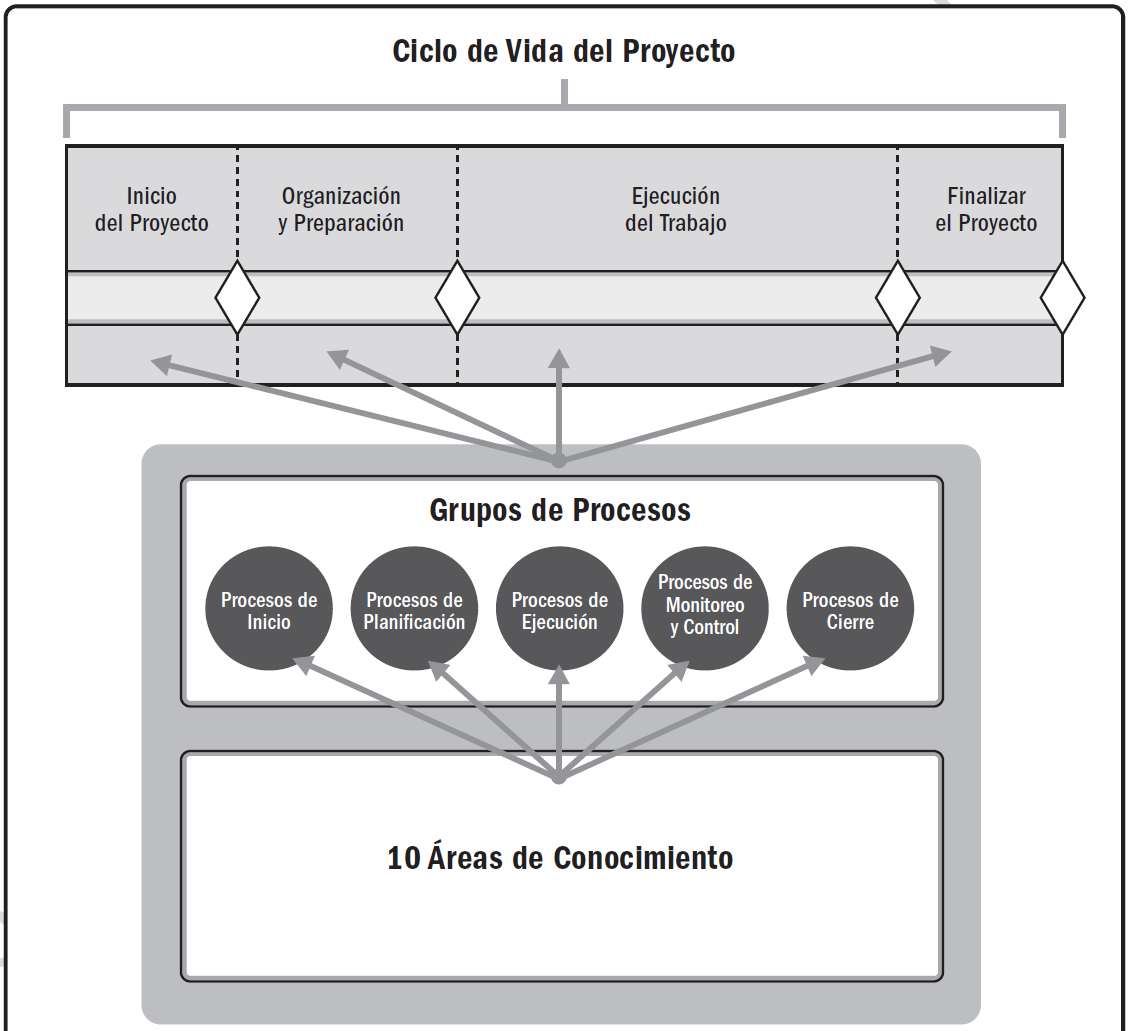 Ciclo de Vida del Proyecto
Inicio
del Proyecto
Organización
y Preparación
Ejecución
del Trabajo
Finalizar
el Proyecto
Grupos de Procesos
Procesos de
Inicio
Procesos de
Planificación
Procesos de
Ejecución
Procesos de
Monitoreo
y Control
Procesos de
Cierre
10 Áreas de Conocimiento